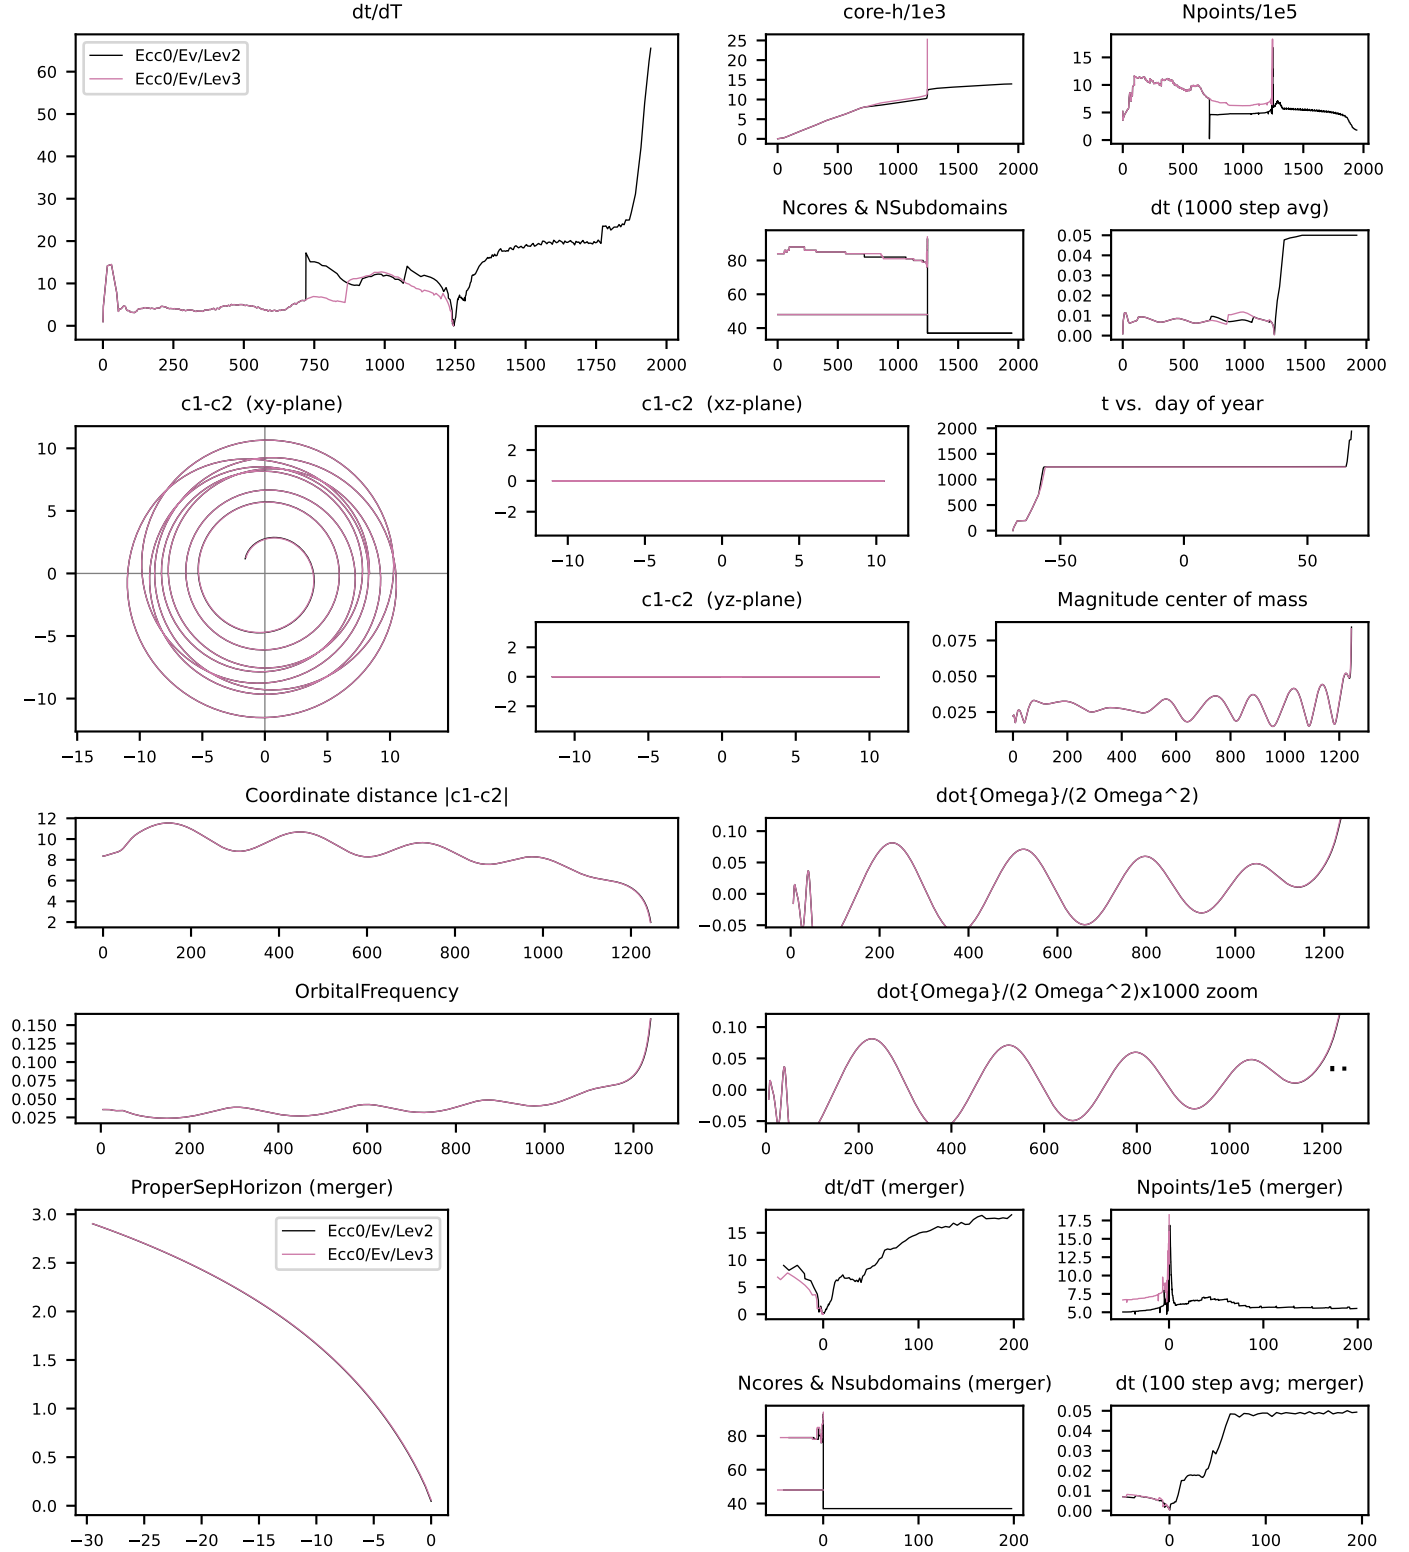 dt/dT
Ecc0/Ev/Lev2
Ecc0/Ev/Lev3
60
50
40
30
20
10
0
0 250 500 750 1000 1250 1500 1750 2000
core-h/1e3
25
20
15
10
5
0
0 500 1000 1500 2000
Npoints/1e5
15
10
5
0
0 500 1000 1500 2000
Ncores & NSubdomains
80
60
40
0 500 1000 1500 2000
dt (1000 step avg)
0.05
0.04
0.03
0.02
0.01
0.00
0 500 1000 1500 2000
c1-c2 (xy-plane)
10
5
0
−5
−10
−15 −10 −5 0 5 10
c1-c2 (xz-plane)
2
0
−2
−10 −5 0 5 10
t vs. day of year
2000
1500
1000
500
0
−50 0 50
c1-c2 (yz-plane)
2
0
−2
−10 −5 0 5 10
Magnitude center of mass
0.075
0.050
0.025
0 200 400 600 800 1000 1200
Coordinate distance |c1-c2|
12
10
8
6
4
2
0 200 400 600 800 1000 1200
dot{Omega}/(2 Omega^2)
0.10
0.05
0.00
−0.05
0 200 400 600 800 1000 1200
OrbitalFrequency
0.150
0.125
0.100
0.075
0.050
0.025
0 200 400 600 800 1000 1200
dot{Omega}/(2 Omega^2)x1000 zoom
0.10
0.05
0.00
−0.05
0 200 400 600 800 1000 1200
ProperSepHorizon (merger)
Ecc0/Ev/Lev2
Ecc0/Ev/Lev3
3.0
2.5
2.0
1.5
1.0
0.5
0.0
−30 −25 −20 −15 −10 −5 0
dt/dT (merger)
15
10
5
0
0 100 200
Npoints/1e5 (merger)
17.5
15.0
12.5
10.0
7.5
5.0
0 100 200
Ncores & Nsubdomains (merger)
80
60
40
0 100 200
dt (100 step avg; merger)
0.05
0.04
0.03
0.02
0.01
0.00
0 100 200